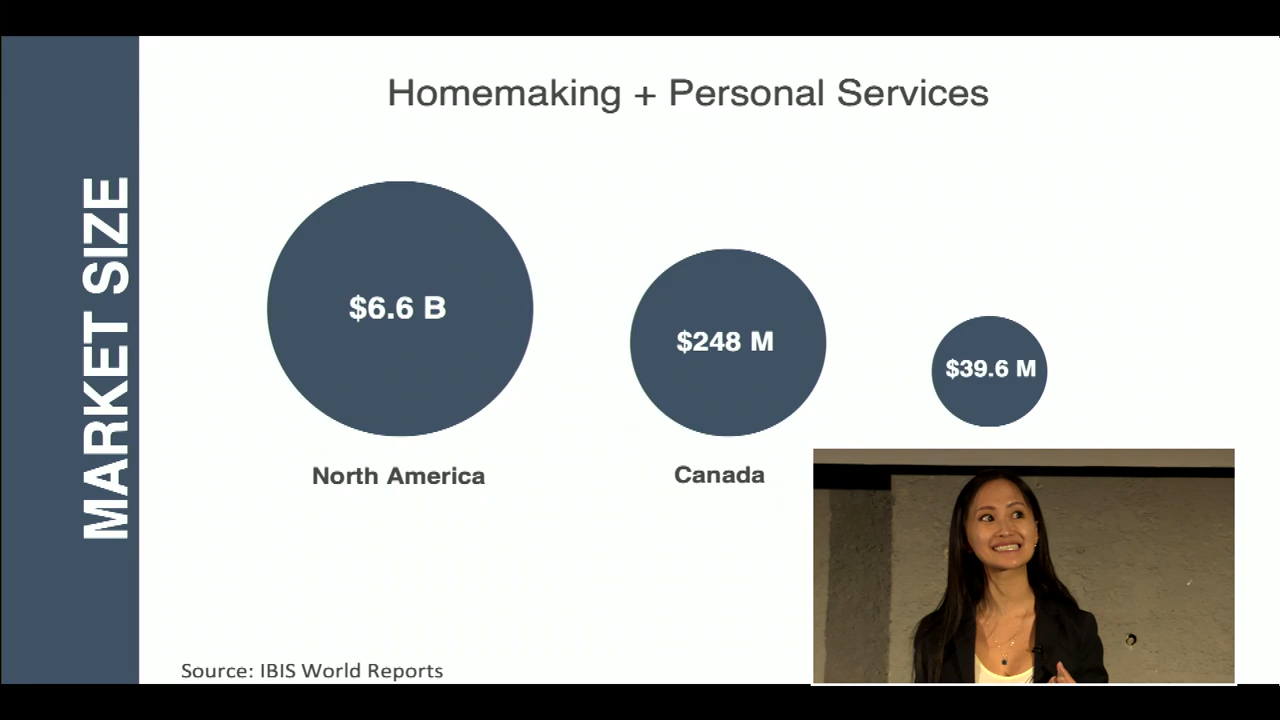 MARKET SIZE
Homemaking + Personal Services
$6.6 B
$248 M
$39.6 M
North America
Canada
Source: IBIS World Reports